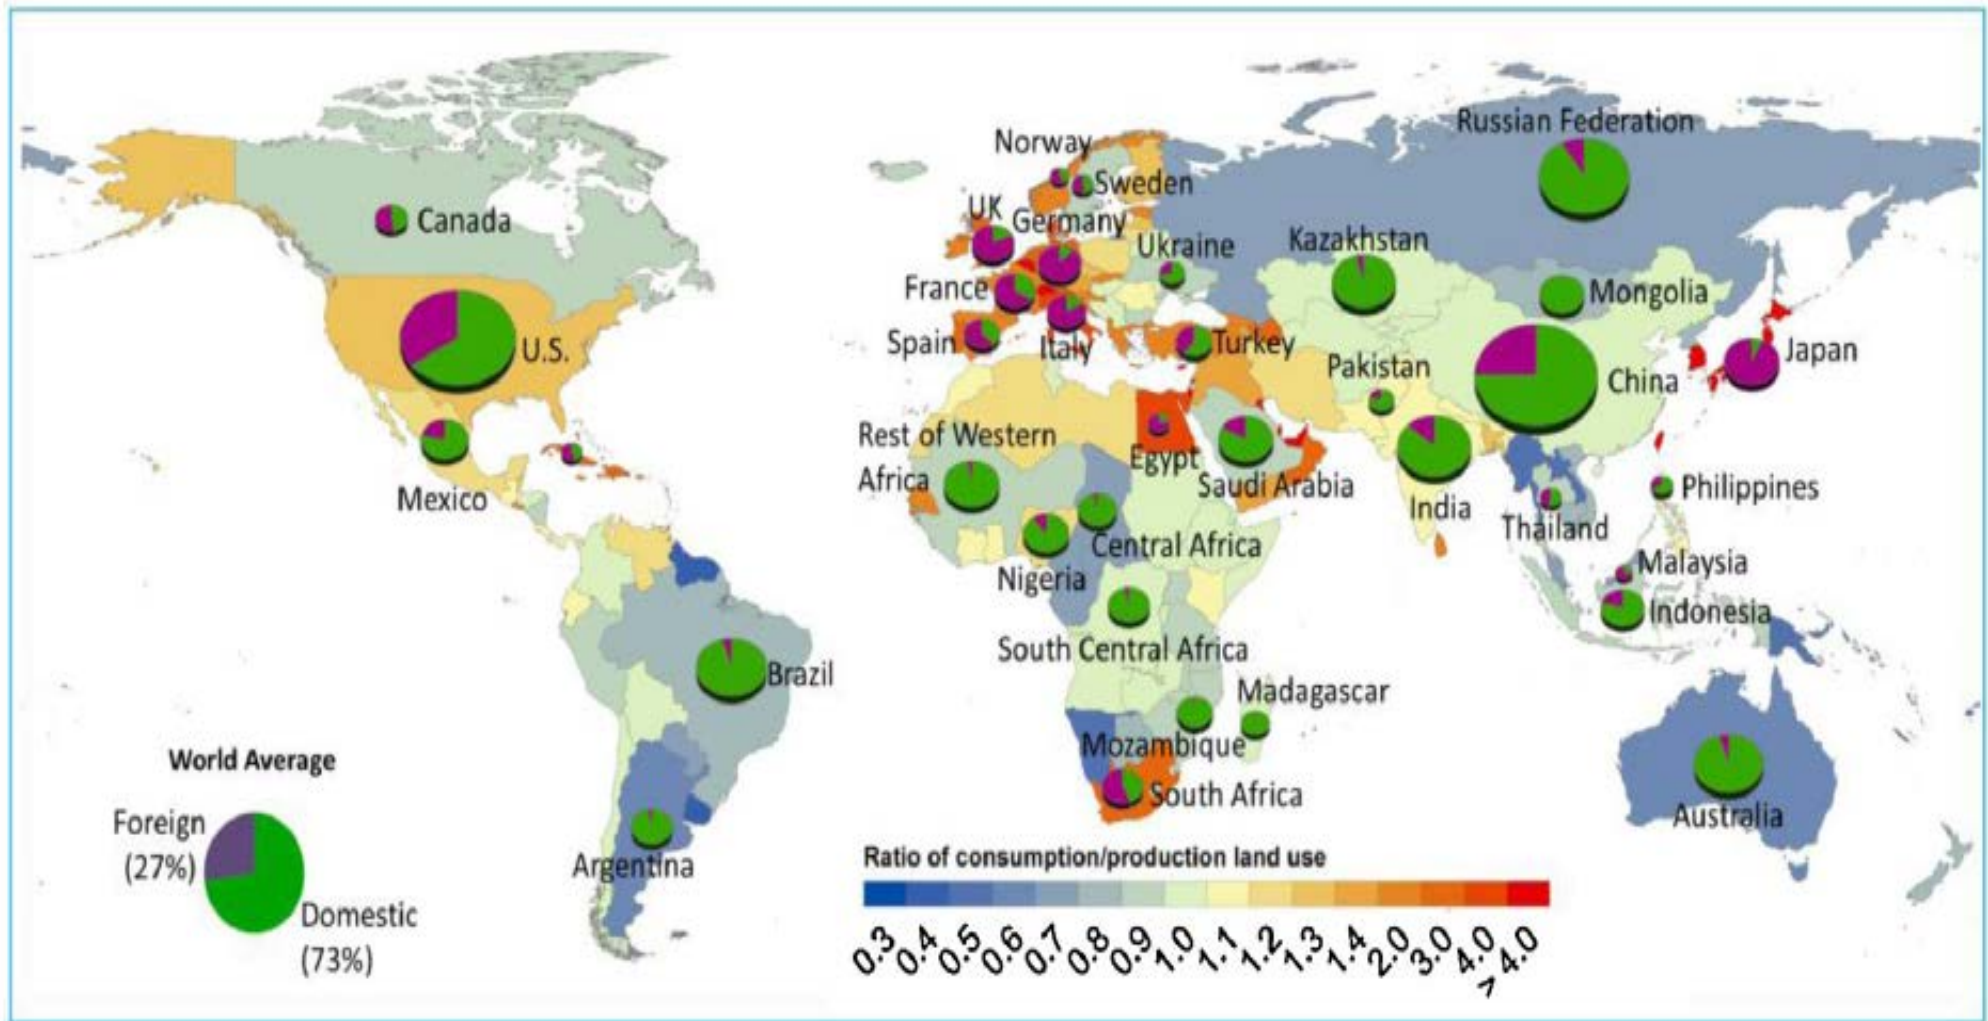 Russian Federation
Norway
Sweden
UK
Germany
Canada
Ukraine
Kazakhstan
France
Mongolia
Spain
Italy
Turkey
U.S.
Japan
Pakistan
China
Rest of Western
Africa
Egypt
Saudi Arabia
India
Philippines
Mexico
Thailand
Central Africa
Malaysia
Nigeria
Indonesia
South Central Africa
Brazil
Madagascar
Mozambique
World Average
South Africa
Australia
Foreign
(27%)
Argentina
Domestic
(73%)
Ratio of consumption/production land use
0.3 0.4 0.5 0.6 0.7 0.8 0.9 1.0 1.1 1.2 1.3 1.4 2.0 3.0 4.0 > 4.0